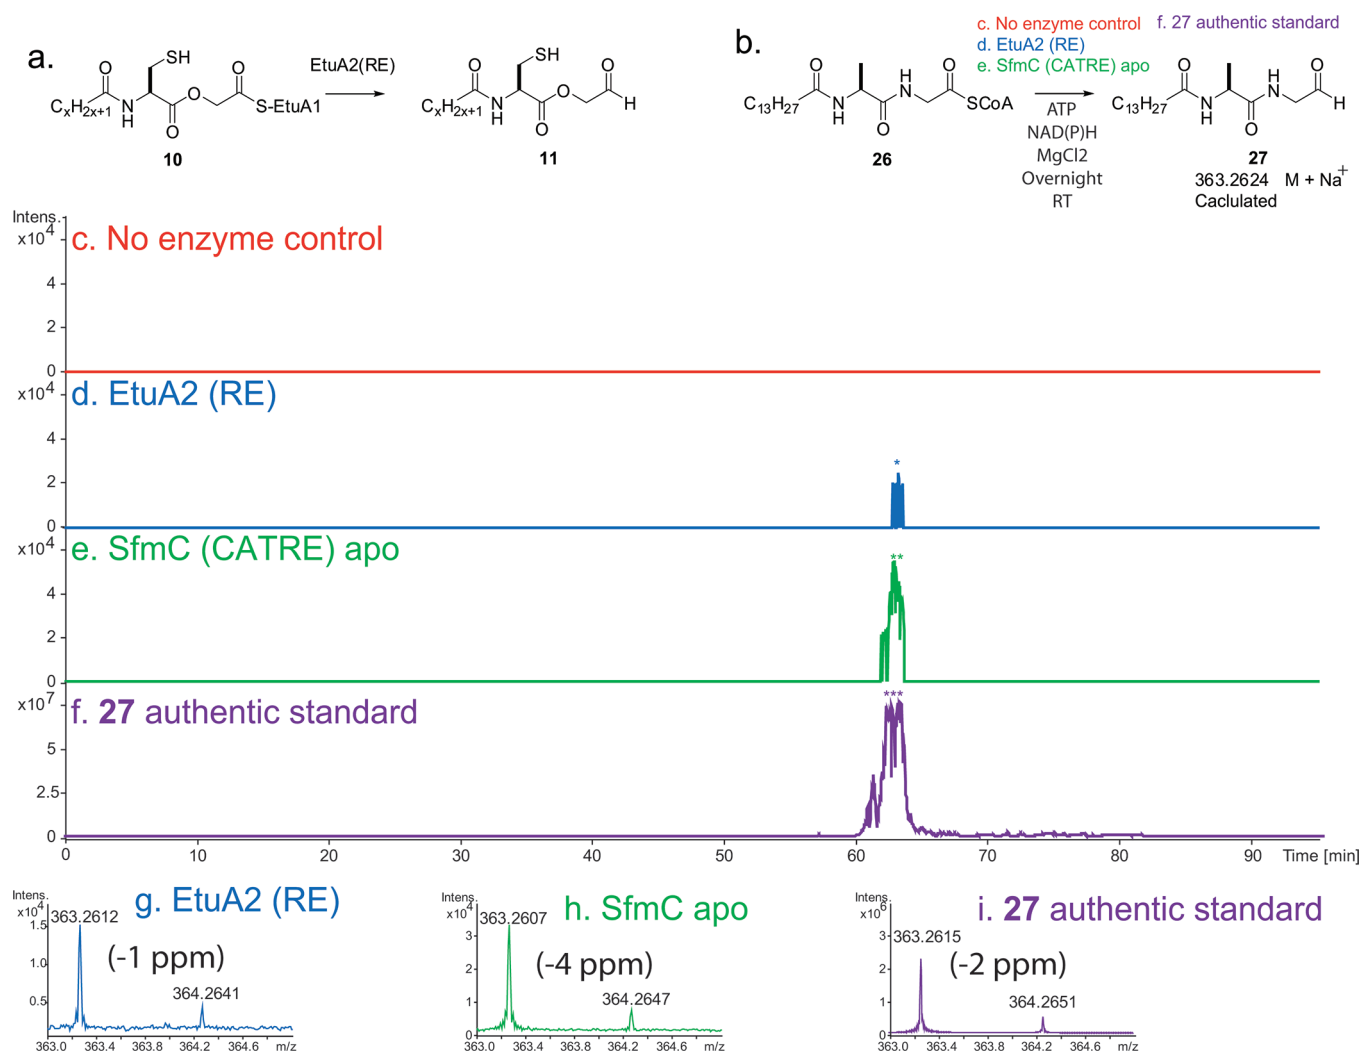 a.
SH
O
O
CxH2x+1
N
H
O
O
S-EtuA1
10
EtuA2(RE)
SH
O
O
CxH2x+1
N
H
O
O
H
11
b.
c. No enzyme control
f. 27 authentic standard
d. EtuA2 (RE)
e. SfmC (CATRE) apo
O
H
N
O
C13H27
N
H
O
SCoA
26
ATP
NAD(P)H
MgCl2
Overnight
RT
O
H
N
O
C13H27
N
H
O
H
27
363.2624 M + Na+
Caclulated
Intens.
x10^4
c. No enzyme control
4
2
0
x10^4
d. EtuA2 (RE)
4
2
0
*
x10^4
e. SfmC (CATRE) apo
4
2
0
**
x10^7
f. 27 authentic standard
5
2.5
0
***
0 10 20 30 40 50 60 70 80 90 Time [min]
Intens.
x10^4
g. EtuA2 (RE)
1.5
363.2612
(-1 ppm)
1.0
364.2641
0.5
363.0 363.4 363.8 364.2 364.6 m/z
Intens.
x10^4
h. SfmC apo
363.2607
3
(-4 ppm)
2
364.2647
1
0
363.0 363.4 363.8 364.2 364.6 m/z
Intens.
x10^6
i. 27 authentic standard
3
363.2615
(-2 ppm)
2
364.2651
1
0
363.0 363.4 363.8 364.2 364.6 m/z